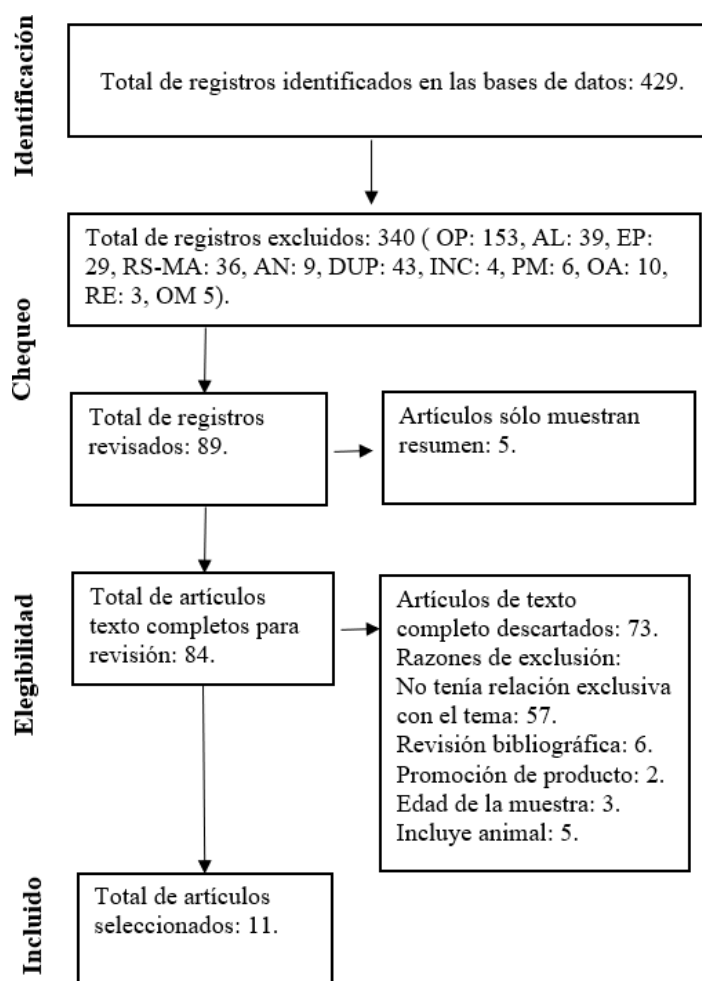 Identificación
Total de registros identificados en las bases de datos: 429.
Chequeo
Total de registros excluidos: 340 ( OP: 153, AL: 39, EP:
29, RS-MA: 36, AN: 9, DUP: 43, INC: 4, PM: 6, OA: 10,
RE: 3, OM 5).
Total de registros
revisados: 89.
Artículos sólo muestran
resumen: 5.
Elegibilidad
Total de artículos
texto completos para
revisión: 84.
Artículos de texto
completo descartados: 73.
Razones de exclusión:
No tenía relación exclusiva
con el tema: 57.
Revisión bibliográfica: 6.
Promoción de producto: 2.
Edad de la muestra: 3.
Incluye animal: 5.
Incluido
Total de artículos
seleccionados: 11.